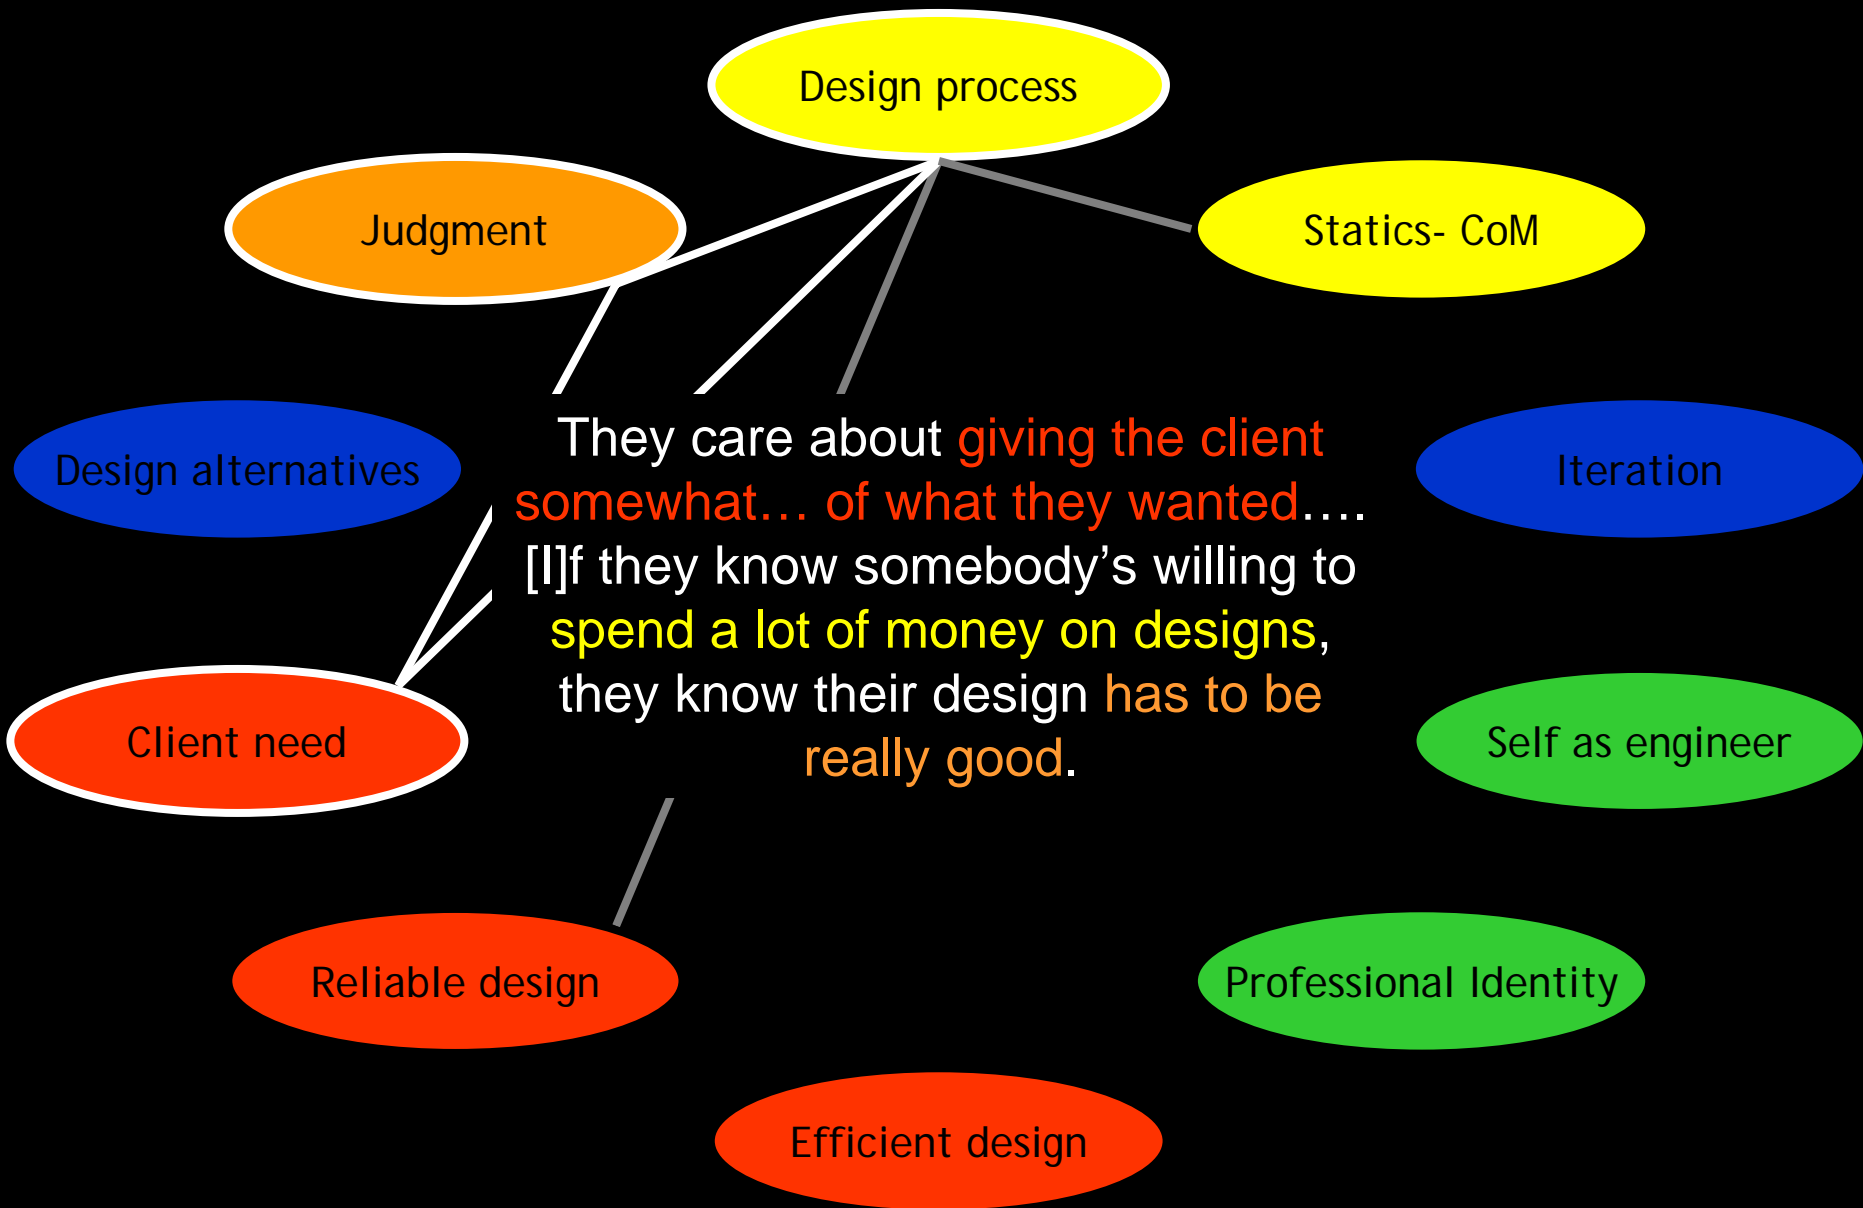 Design process
Judgment
Statics- CoM
They care about giving the client
somewhat… of what they wanted….
[I]f they know somebody’s willing to
spend a lot of money on designs,
they know their design has to be
really good.
Design alternatives
Iteration
Client need
Self as engineer
Reliable design
Professional Identity
Efficient design